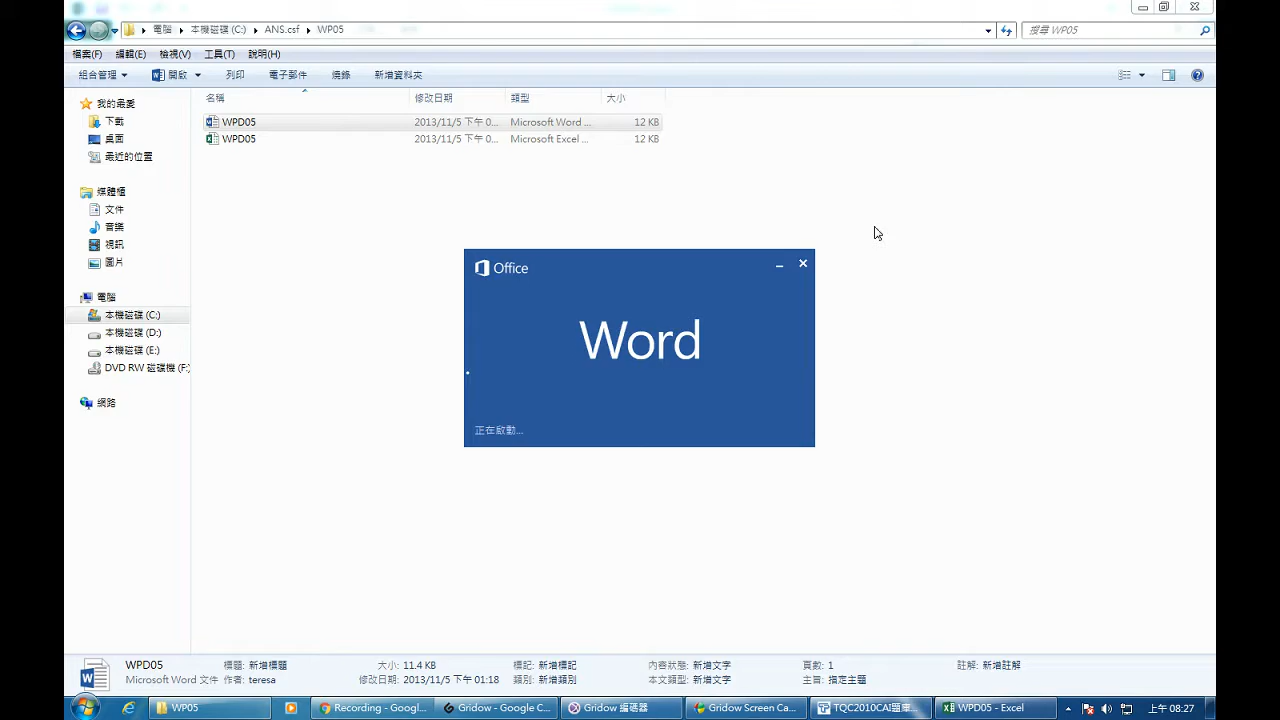 電腦 本機磁碟 (C:) ANS.csf WP05 搜尋 WP05
檔案(F) 編輯(E) 檢視(V) 工具(T) 說明(H)
組合管理 開啟 列印 電子郵件 燒錄 新增資料夾
名稱 修改日期 類型 大小
WPD05 2013/11/5 下午 0... Microsoft Word ... 12 KB
WPD05 2013/11/5 下午 0... Microsoft Excel ... 12 KB
我的最愛
下載
桌面
最近的位置
媒體櫃
文件
音樂
視訊
圖片
電腦
本機磁碟 (C:)
本機磁碟 (D:)
本機磁碟 (E:)
DVD RW 磁碟機 (F:
網路
Office
Word
正在啟動...
WPD05 標題: 新增標題 大小: 11.4 KB 標記: 新增標記 內容狀態: 新增文字 頁數: 1 註解: 新增註解
Microsoft Word 文件 作者: teresa 修改日期: 2013/11/5 下午 01:18 類別: 新增類別 本文類型: 新增文字 主旨: 指定主題
WP05 Recording - Googl... Gridow - Google C... Gridow 編碼器 Gridow Screen Ca... TQC2010CAI題庫... WPD05 - Excel 上午 08:27